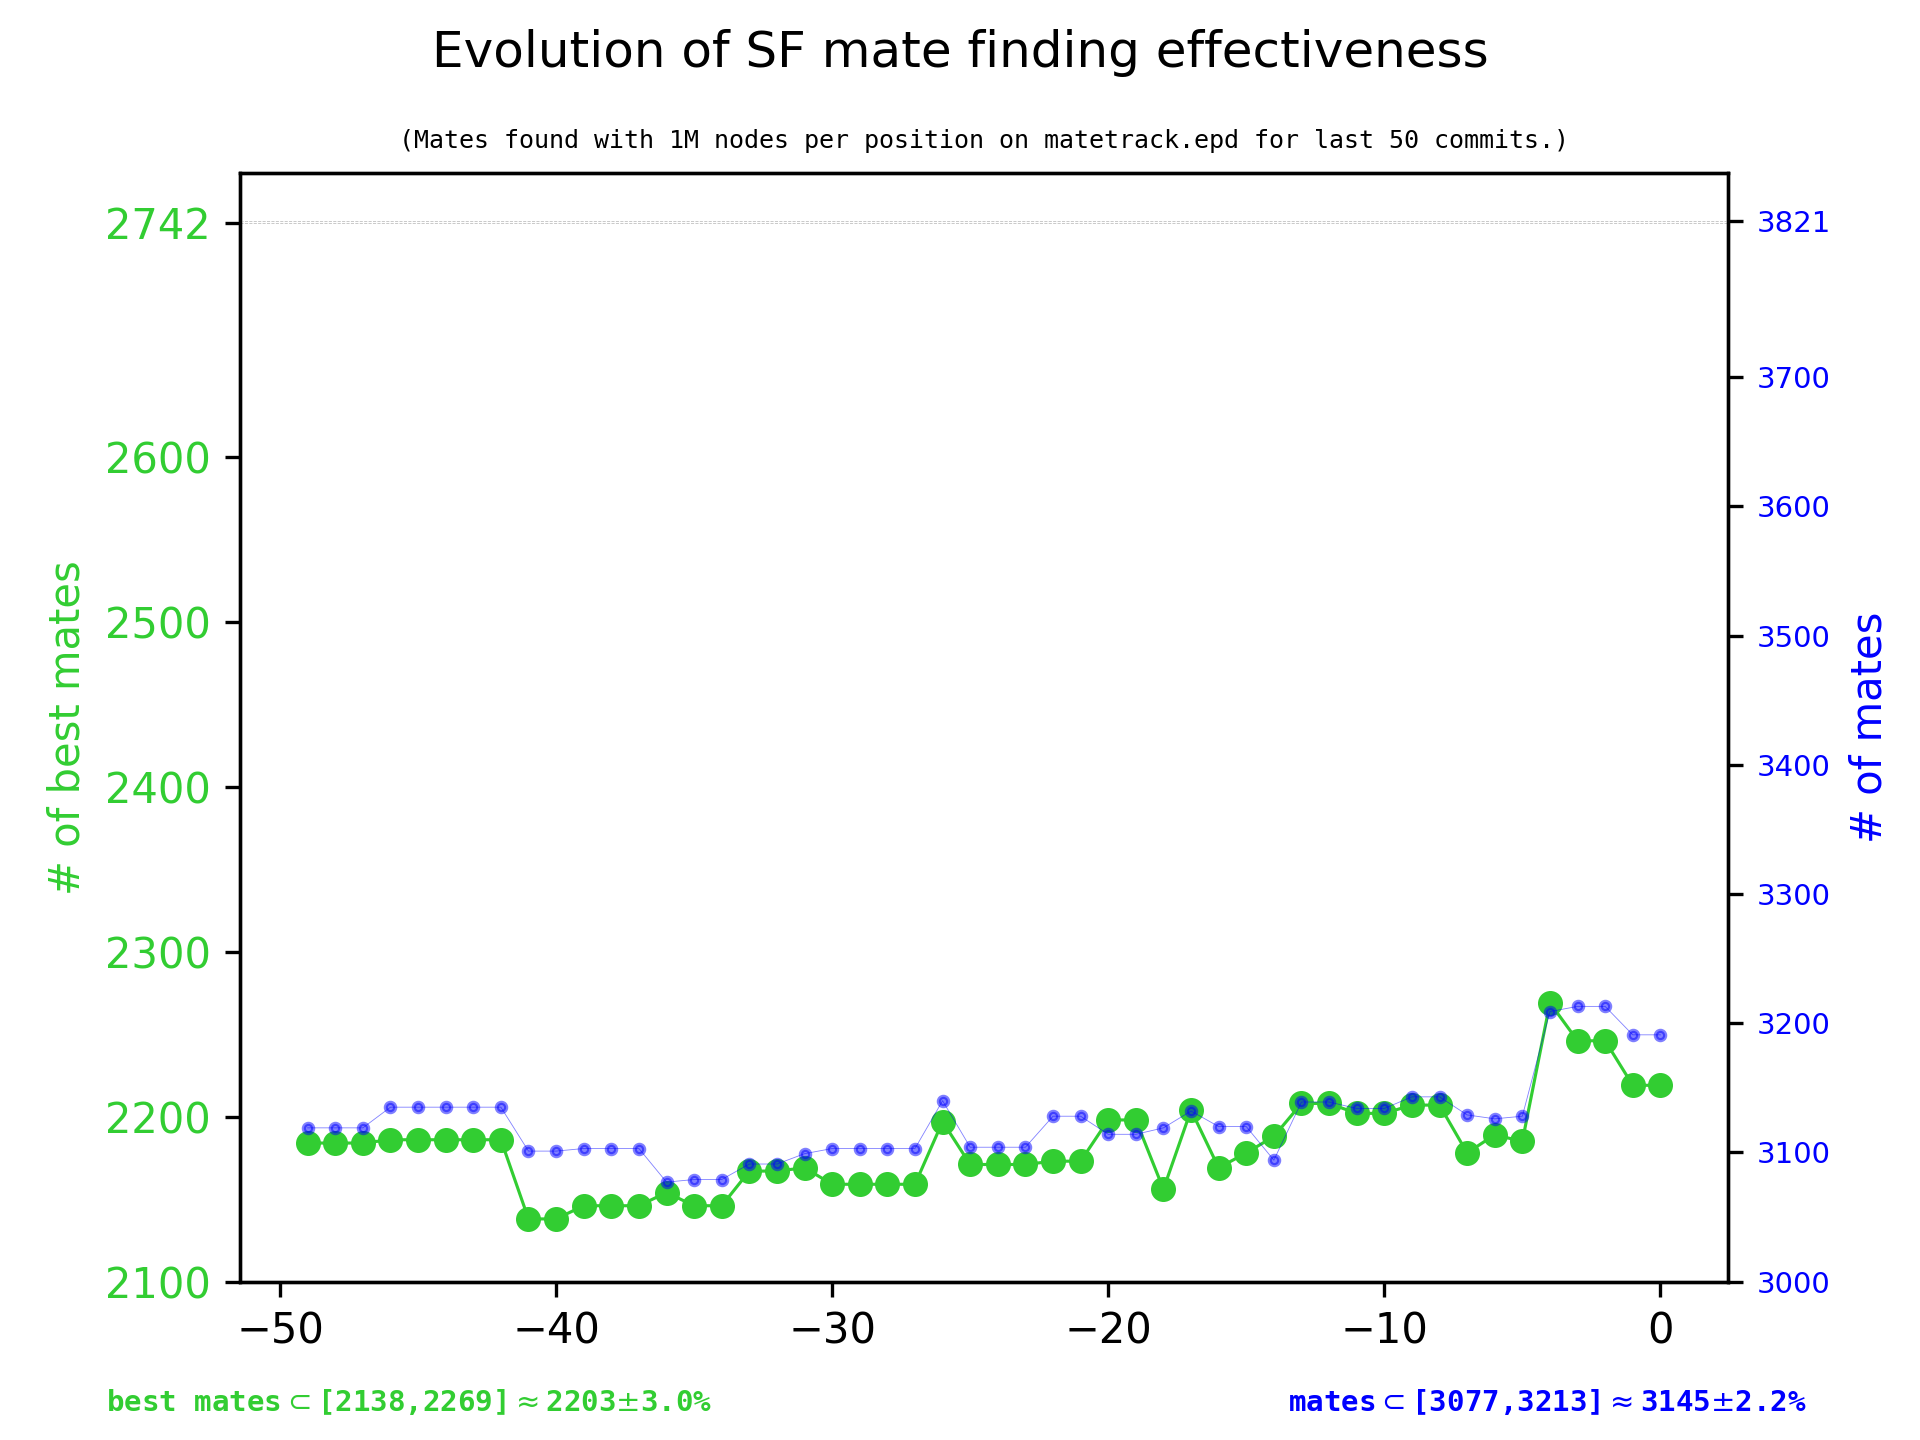 Evolution of SF mate finding effectiveness
(Mates found with 1M nodes per position on matetrack.epd for last 50 commits.)
# of best mates
2742
2600
2500
2400
2300
2200
2100
3821
3700
3600
3500
3400
3300
3200
3100
3000
# of mates
−50 −40 −30 −20 −10 0
best mates ⊂ [2138,2269] ≈ 2203±3.0%
mates ⊂ [3077,3213] ≈ 3145±2.2%